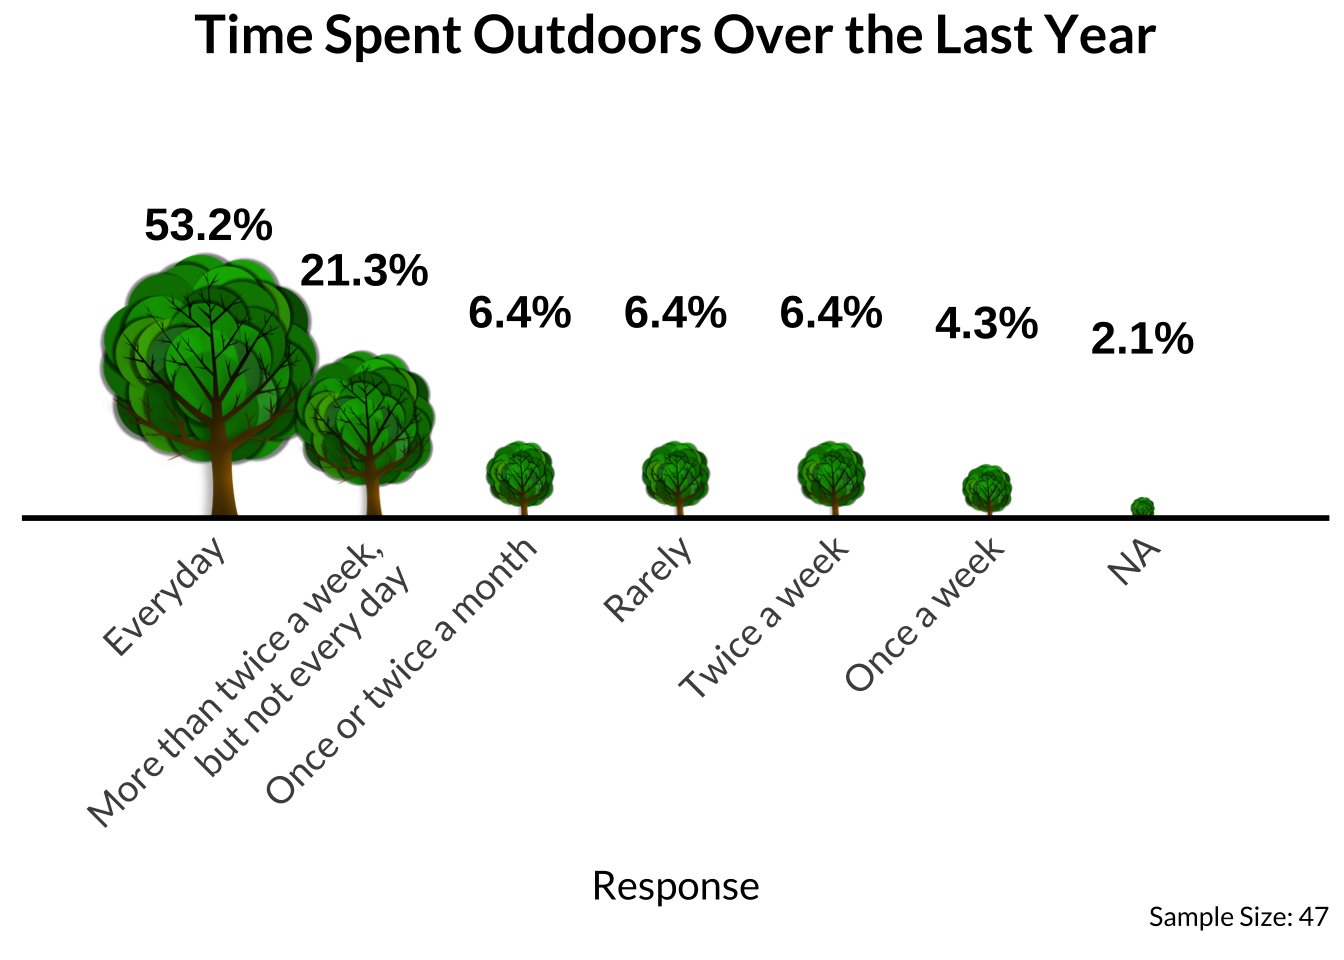 Time Spent Outdoors Over the Last Year
53.2%
21.3%
6.4%
6.4%
6.4%
4.3%
2.1%
Everyday
More than twice a week,
but not every day
Once or twice a month
Rarely
Twice a week
Once a week
NA
Response
Sample Size: 47